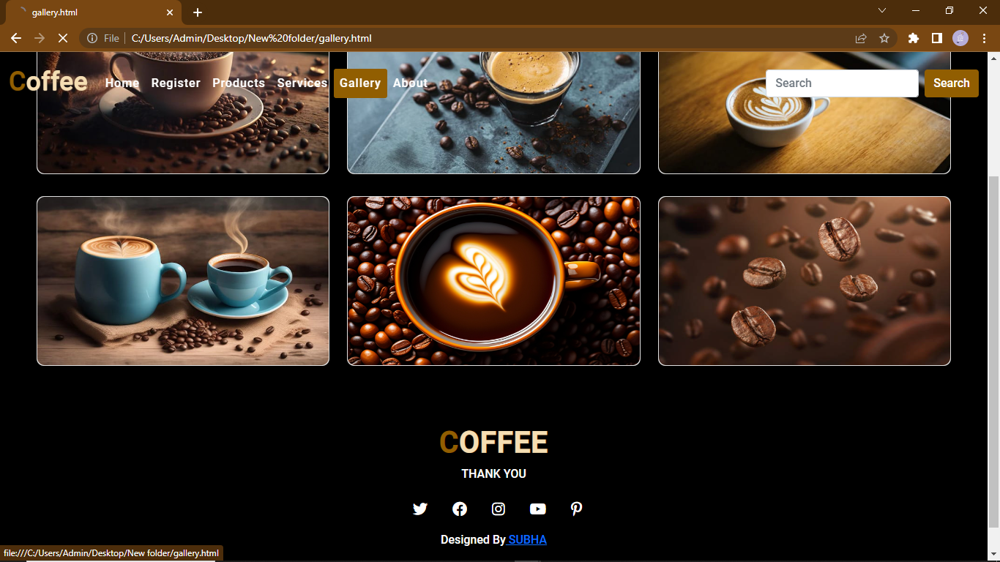 gallery.html
File C:/Users/Admin/Desktop/New%20folder/gallery.html
Coffee Home Register Products Services Gallery About Search Search
COFFEE
THANK YOU
Designed By SUBHA
file:///C:/Users/Admin/Desktop/New folder/gallery.html